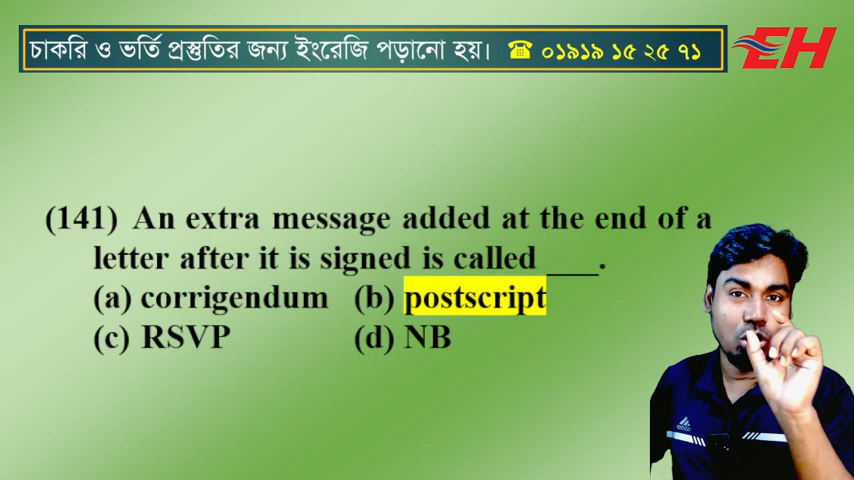 চাকরি ও ভর্তি প্রস্তুতির জন্য ইংরেজি পড়ানো হয়। ☎ ০১৯১৯ ১৫ ২৫ ৭১
EH
(141) An extra message added at the end of a
letter after it is signed is called ___.
(a) corrigendum (b) postscript
(c) RSVP (d) NB